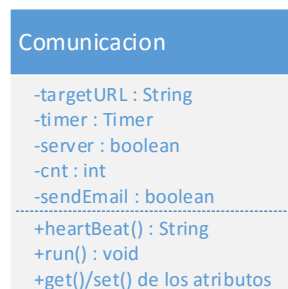 Comunicacion
-targetURL : String
-timer : Timer
-server : boolean
-cnt : int
-sendEmail : boolean
+heartBeat() : String
+run() : void
+get()/set() de los atributos